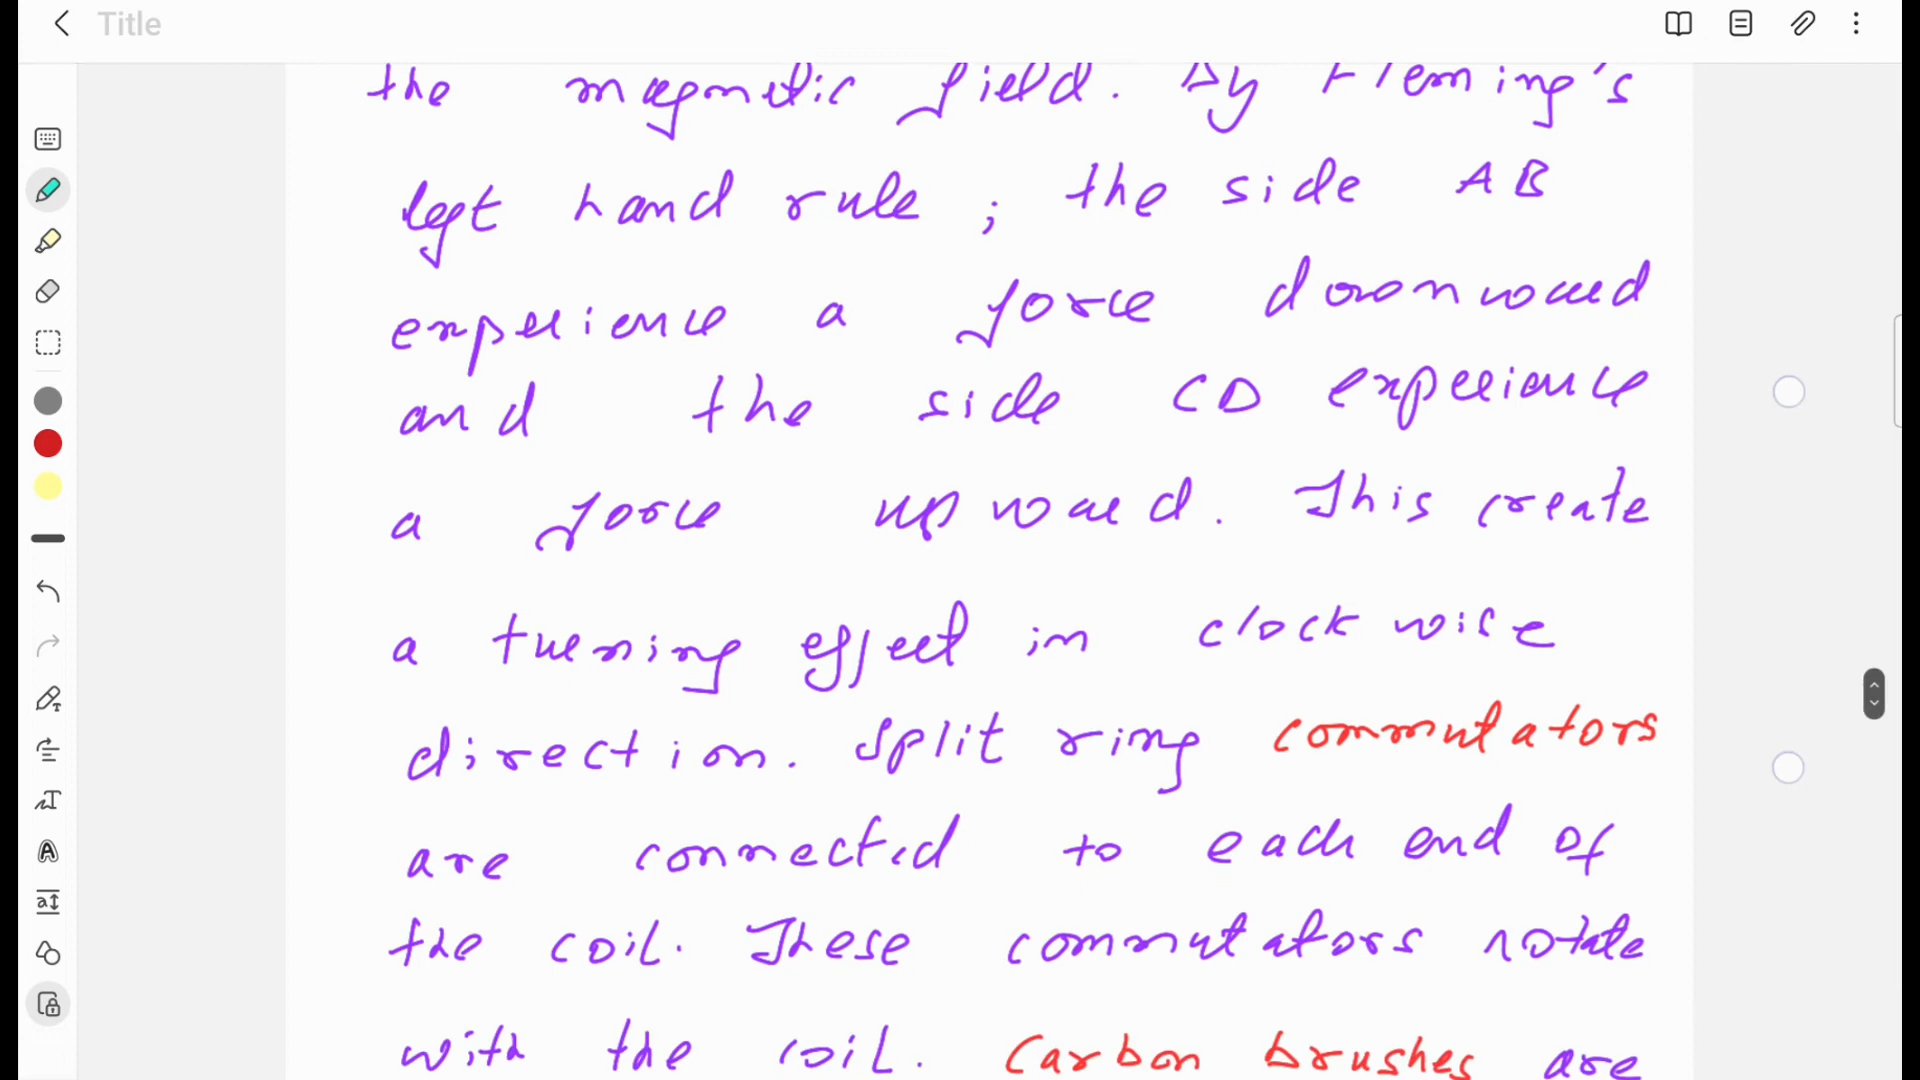 Title
the magnetic field. By Fleming's
left hand rule ; the side AB
experience a force downward
and the side CD experience
a force upward. This create
a turning effect in clock wise
direction. Split ring commutators
are connected to each end of
the coil. These commutators rotate
with the coil. Carbon brushes are